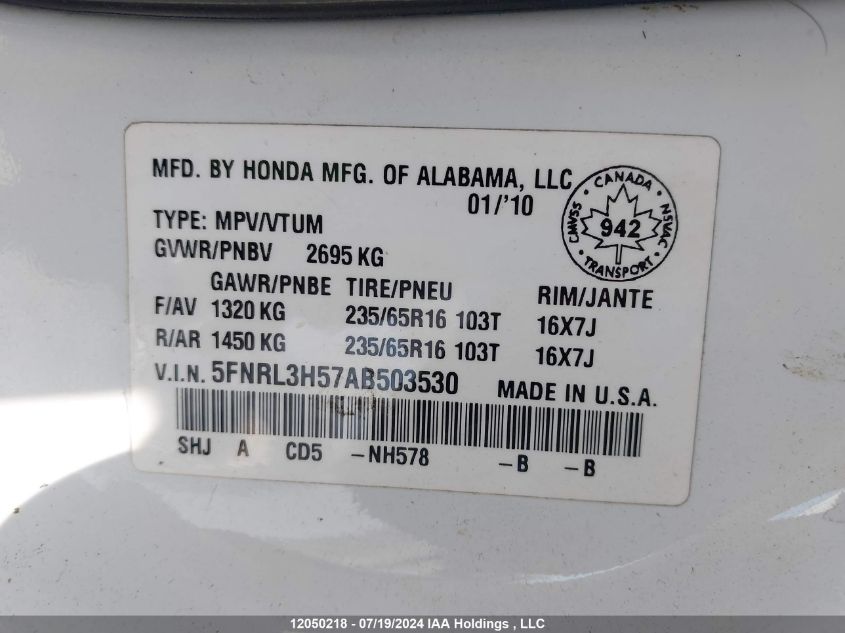 MFD. BY HONDA MFG. OF ALABAMA, LLC
01/'10
CANADA
CMVSS 942 NSVAC
TRANSPORT
TYPE: MPV/VTUM
GVWR/PNBV 2695 KG
GAWR/PNBE TIRE/PNEU RIM/JANTE
F/AV 1320 KG 235/65R16 103T 16X7J
R/AR 1450 KG 235/65R16 103T 16X7J
V.I.N. 5FNRL3H57AB503530 MADE IN U.S.A.
SHJ A CD5 -NH578 -B -B
12050218 - 07/19/2024 IAA Holdings , LLC